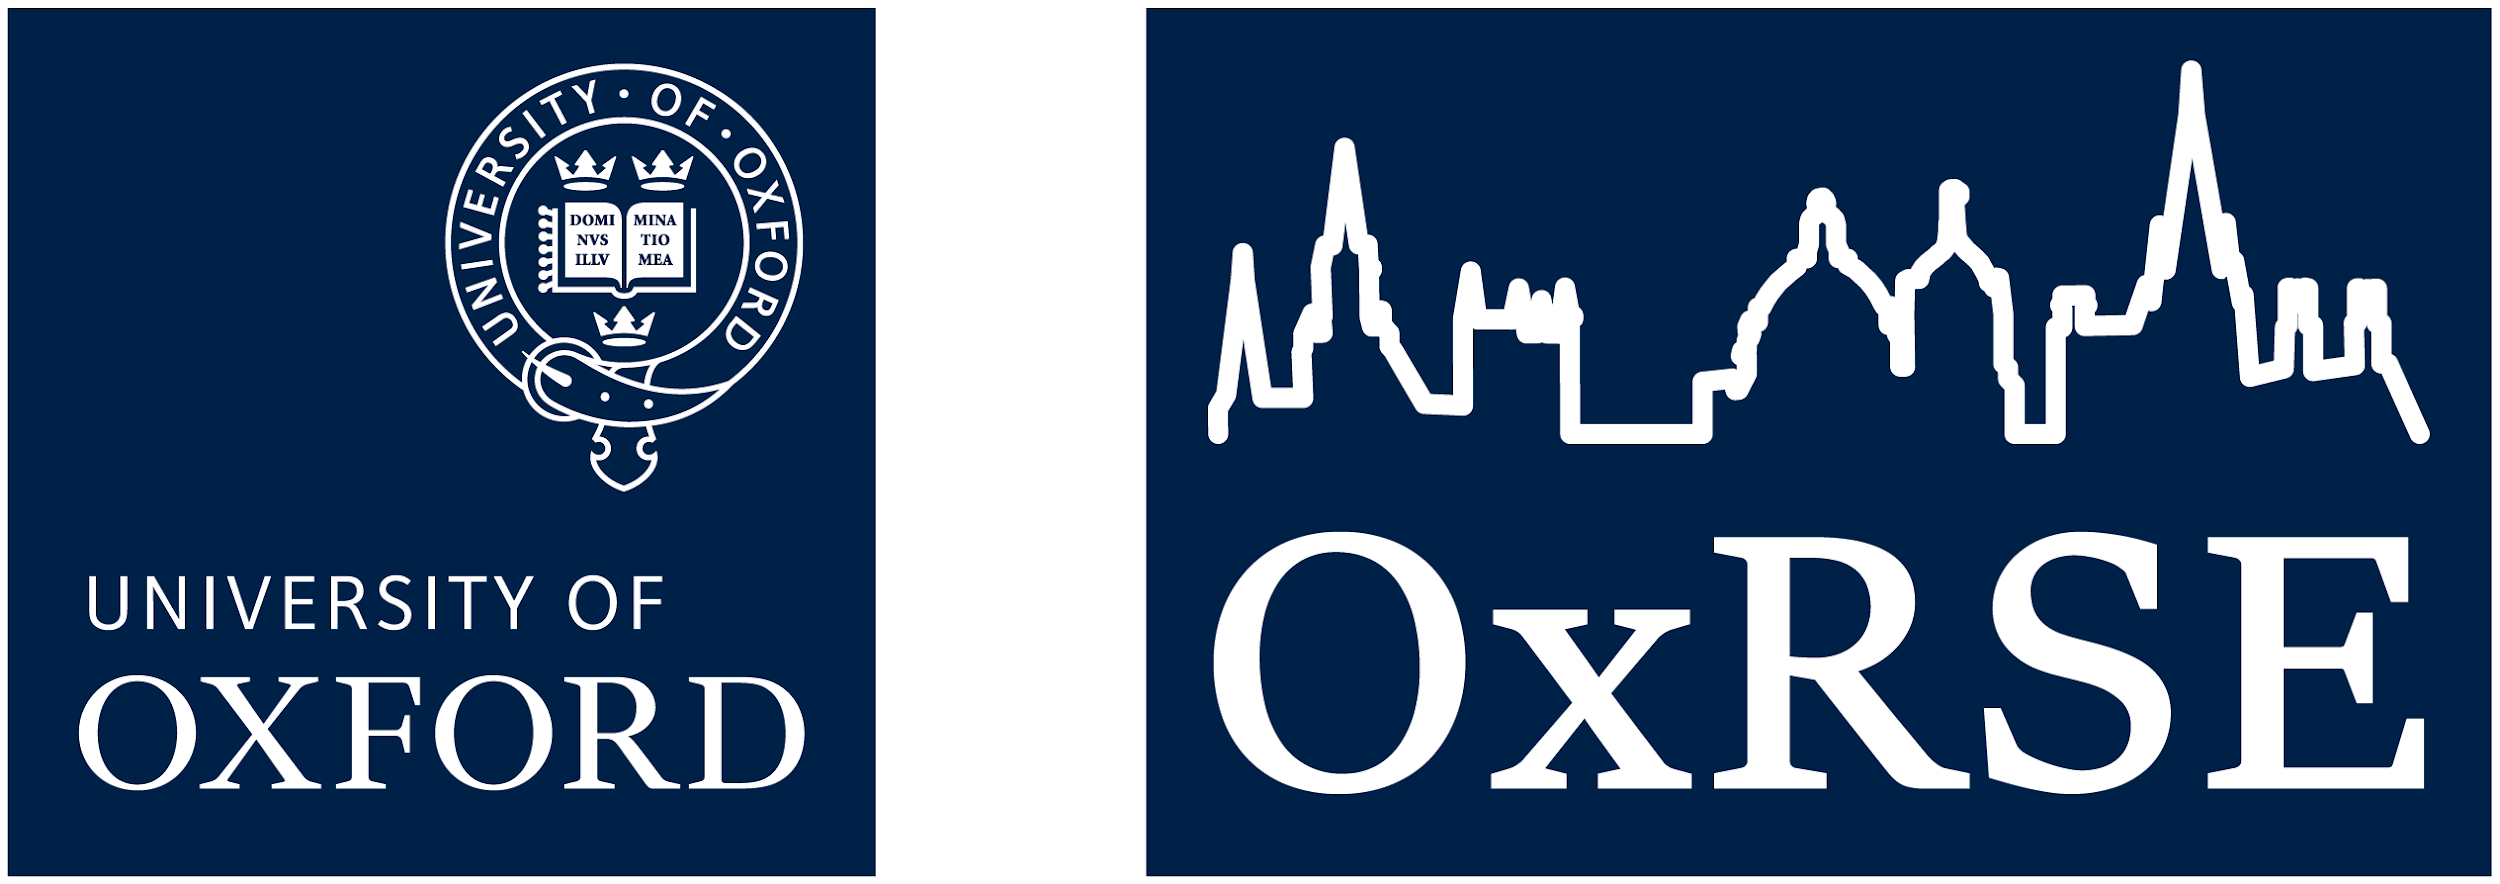 UNIVERSITY · OF · OXFORD
DOMI
NVS
ILLV
MINA
TIO
MEA
UNIVERSITY OF
OXFORD
OxRSE